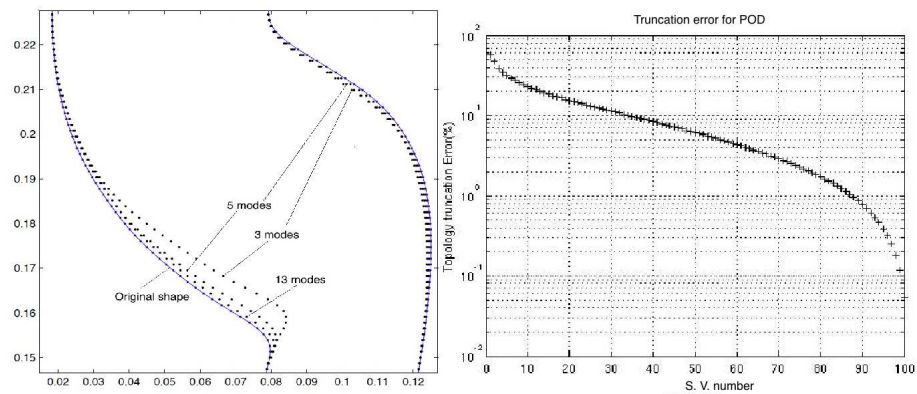 0.22
0.21
0.2
0.19
0.18
0.17
0.16
0.15
0.02 0.03 0.04 0.05 0.06 0.07 0.08 0.09 0.1 0.11 0.12
5 modes
3 modes
13 modes
Original shape
Truncation error for POD
Topology truncation Error(%)
10^2
10^1
10^0
10^-1
10^-2
0 10 20 30 40 50 60 70 80 90 100
S. V. number